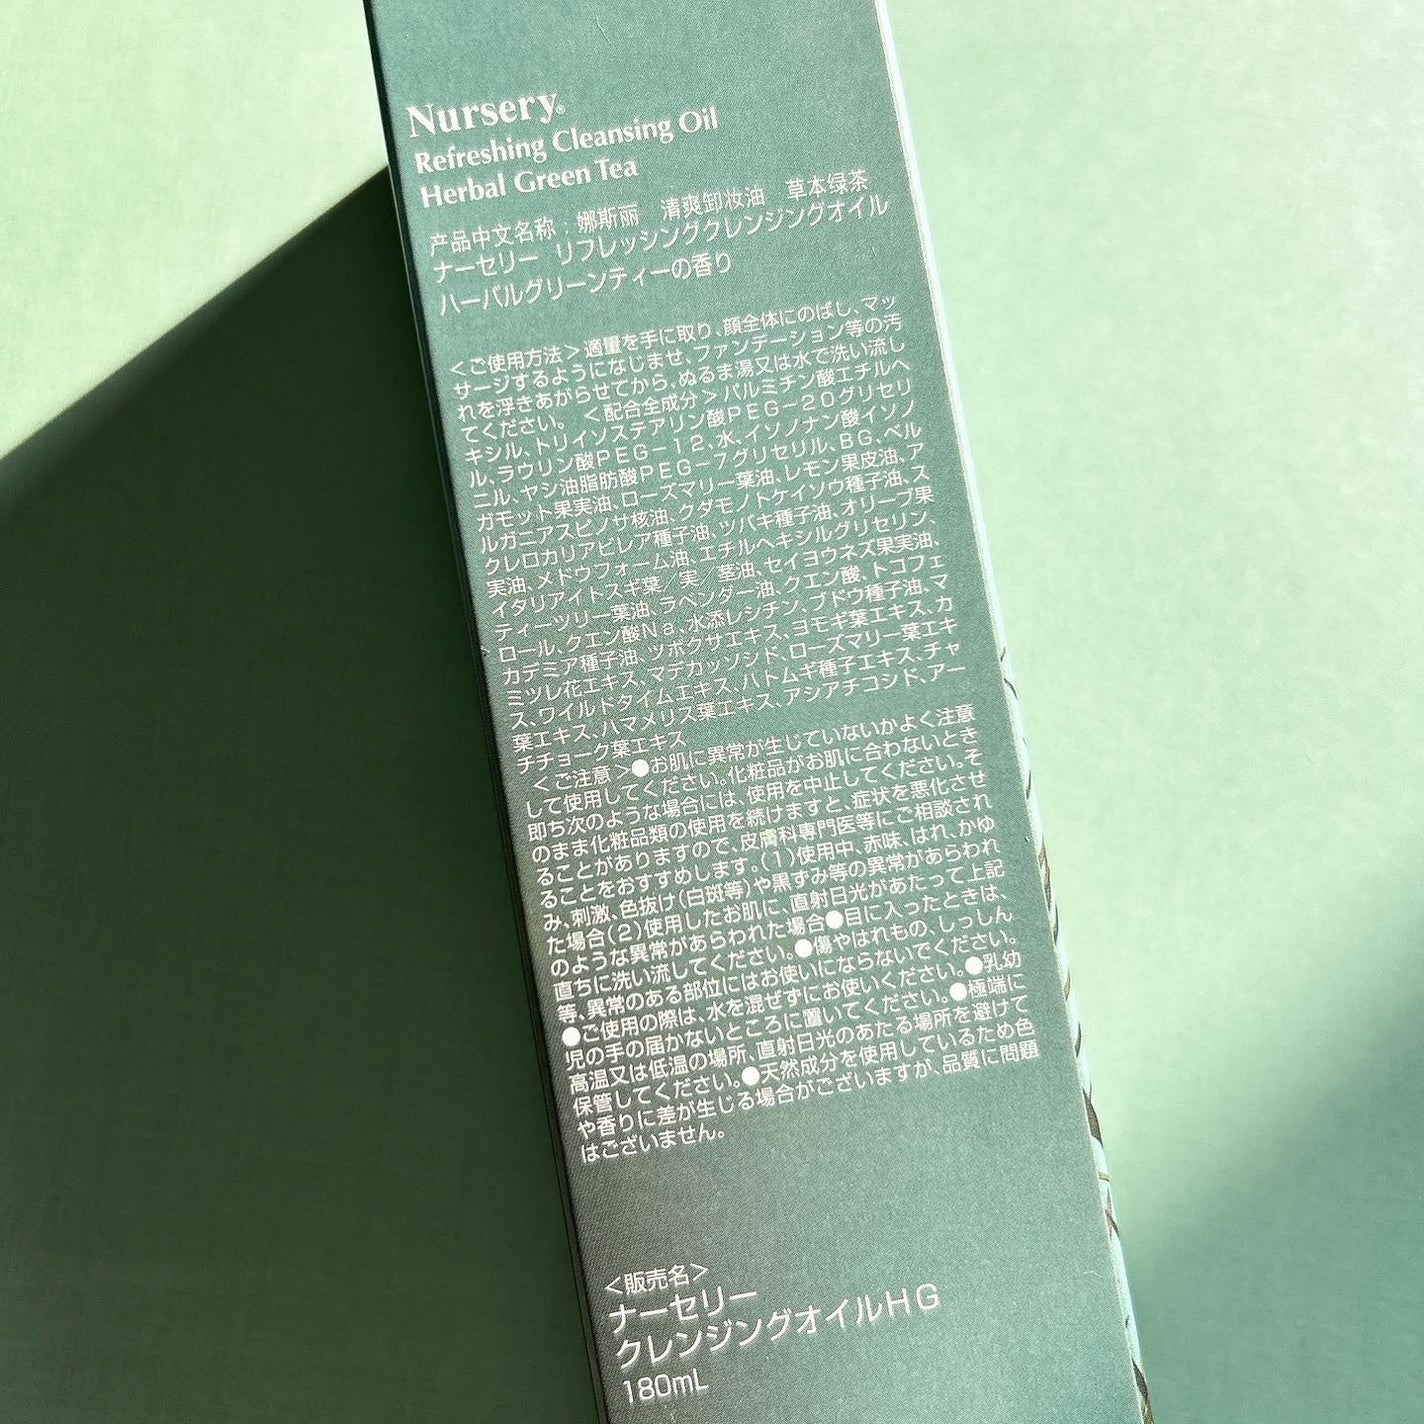 Nursery®
Refreshing Cleansing Oil
Herbal Green Tea
产品中文名称：娜斯丽　清爽卸妆油　草本绿茶
ナーセリー　リフレッシングクレンジングオイル
ハーバルグリーンティーの香り
＜ご使用方法＞適量を手に取り、顔全体にのばし、マッ
サージするようになじませ、ファンデーション等の汚
れを浮きあがらせてから、ぬるま湯又は水で洗い流し
てください。　＜配合全成分＞パルミチン酸エチルヘ
キシル、トリイソステアリン酸ＰＥＧ－２０グリセリ
ル、ラウリン酸ＰＥＧ－１２、水、イソノナン酸イソノ
ニル、ヤシ油脂肪酸ＰＥＧ－７グリセリル、ＢＧ、ベル
ガモット果実油、ローズマリー葉油、レモン果皮油、ア
ルガニアスピノサ核油、クダモノトケイソウ種子油、ス
クレロカリアビレア種子油、ツバキ種子油、オリーブ果
実油、メドウフォーム油、エチルヘキシルグリセリン、
イタリアイトスギ葉／実／茎油、セイヨウネズ果実油、
ティーツリー葉油、ラベンダー油、クエン酸、トコフェ
ロール、クエン酸Ｎａ、水添レシチン、ブドウ種子油、マ
カデミア種子油、ツボクサエキス、ヨモギ葉エキス、カ
ミツレ花エキス、マデカッソシド、ローズマリー葉エキ
ス、ワイルドタイムエキス、ハトムギ種子エキス、チャ
葉エキス、ハマメリス葉エキス、アシアチコシド、アー
チチョーク葉エキス
＜ご注意＞●お肌に異常が生じていないかよく注意
して使用してください。化粧品がお肌に合わないとき
即ち次のような場合には、使用を中止してください。そ
のまま化粧品類の使用を続けますと、症状を悪化させ
ることがありますので、皮膚科専門医等にご相談され
ることをおすすめします。（１）使用中、赤味、はれ、かゆ
み、刺激、色抜け（白斑等）や黒ずみ等の異常があらわれ
た場合（２）使用したお肌に、直射日光があたって上記
のような異常があらわれた場合●目に入ったときは、
直ちに洗い流してください。●傷やはれもの、しっしん
等、異常のある部位にはお使いにならないでください。
●ご使用の際は、水を混ぜずにお使いください。●乳幼
児の手の届かないところに置いてください。●極端に
高温又は低温の場所、直射日光のあたる場所を避けて
保管してください。●天然成分を使用しているため色
や香りに差が生じる場合がございますが、品質に問題
はございません。
＜販売名＞
ナーセリー
クレンジングオイルＨＧ
180mL